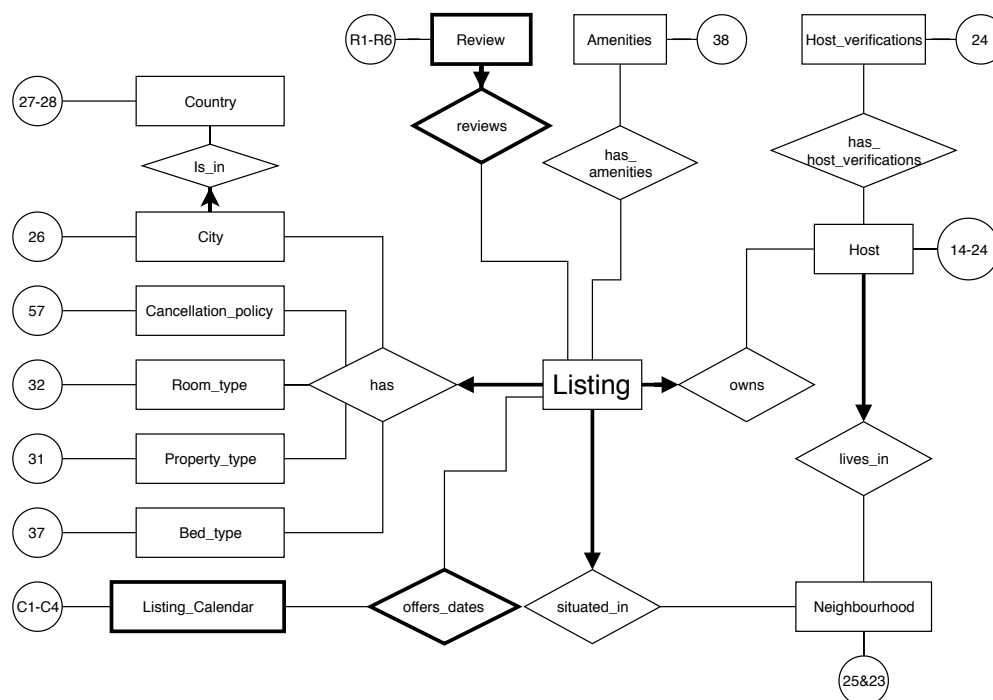 R1-R6
Review
Amenities
38
Host_verifications
24
27-28
Country
reviews
has_
amenities
has_
host_verifications
Is_in
26
City
Host
14-24
57
Cancellation_policy
32
Room_type
has
Listing
owns
31
Property_type
lives_in
37
Bed_type
C1-C4
Listing_Calendar
offers_dates
situated_in
Neighbourhood
25&23